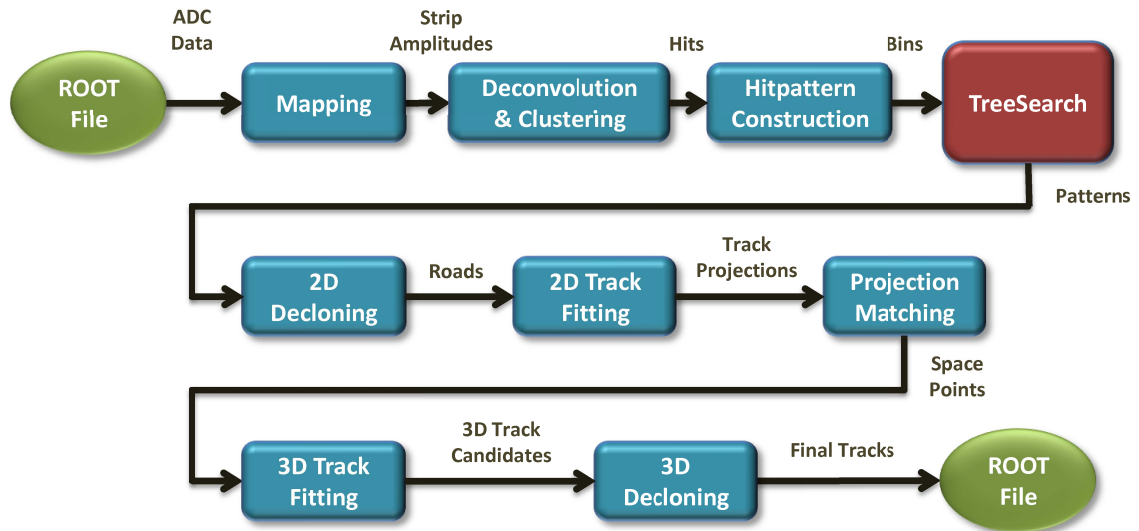 ADC
Data
Strip
Amplitudes
Hits
Bins
ROOT
File
Mapping
Deconvolution
& Clustering
Hitpattern
Construction
TreeSearch
Patterns
2D
Decloning
Roads
2D Track
Fitting
Track
Projections
Projection
Matching
Space
Points
3D Track
Fitting
3D Track
Candidates
3D
Decloning
Final Tracks
ROOT
File